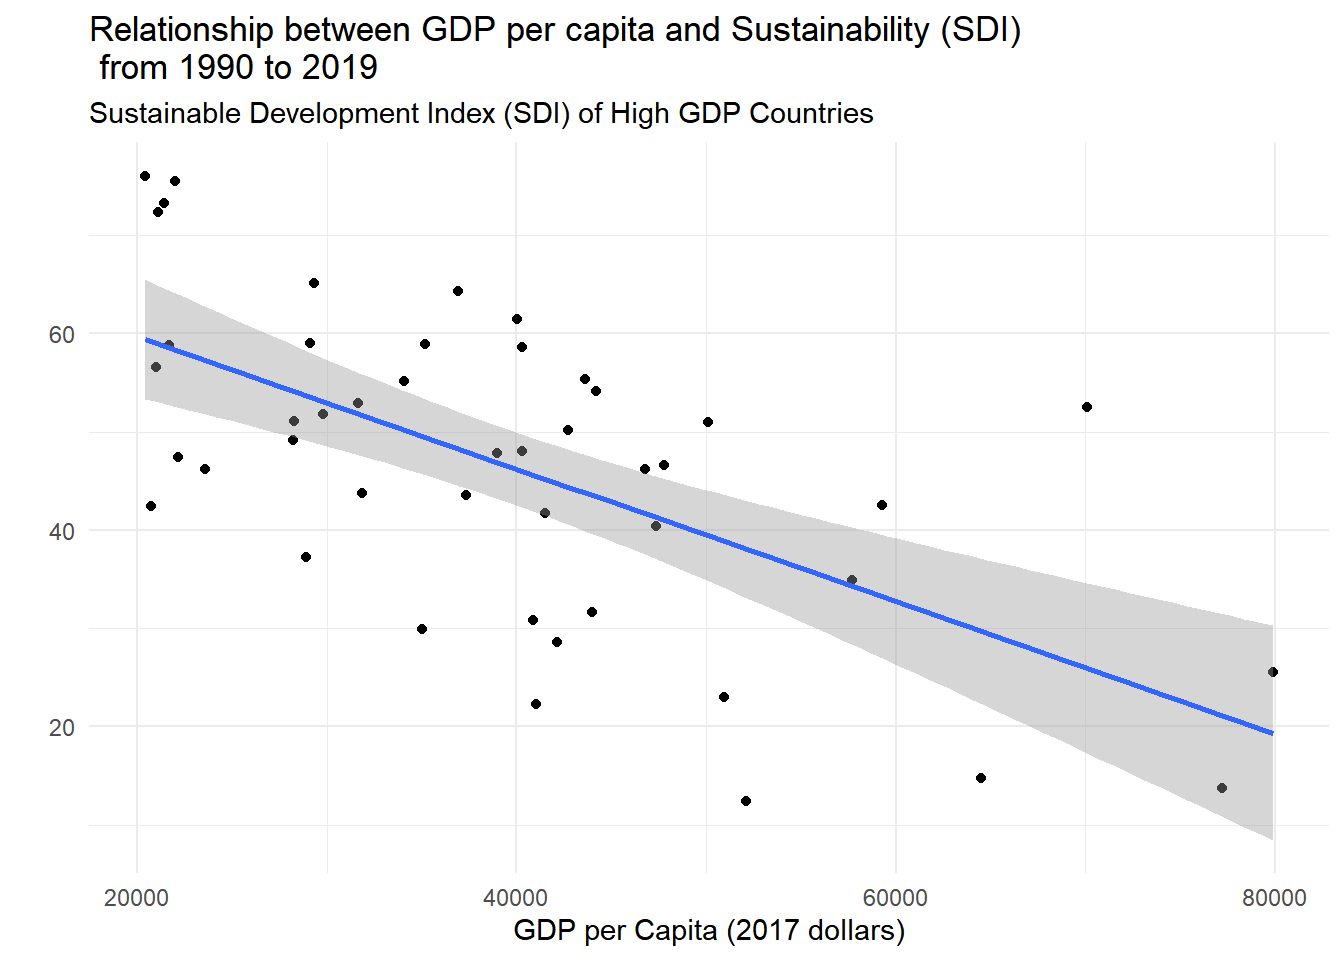 Relationship between GDP per capita and Sustainability (SDI)
from 1990 to 2019
Sustainable Development Index (SDI) of High GDP Countries
60
40
20
20000
40000
60000
80000
GDP per Capita (2017 dollars)